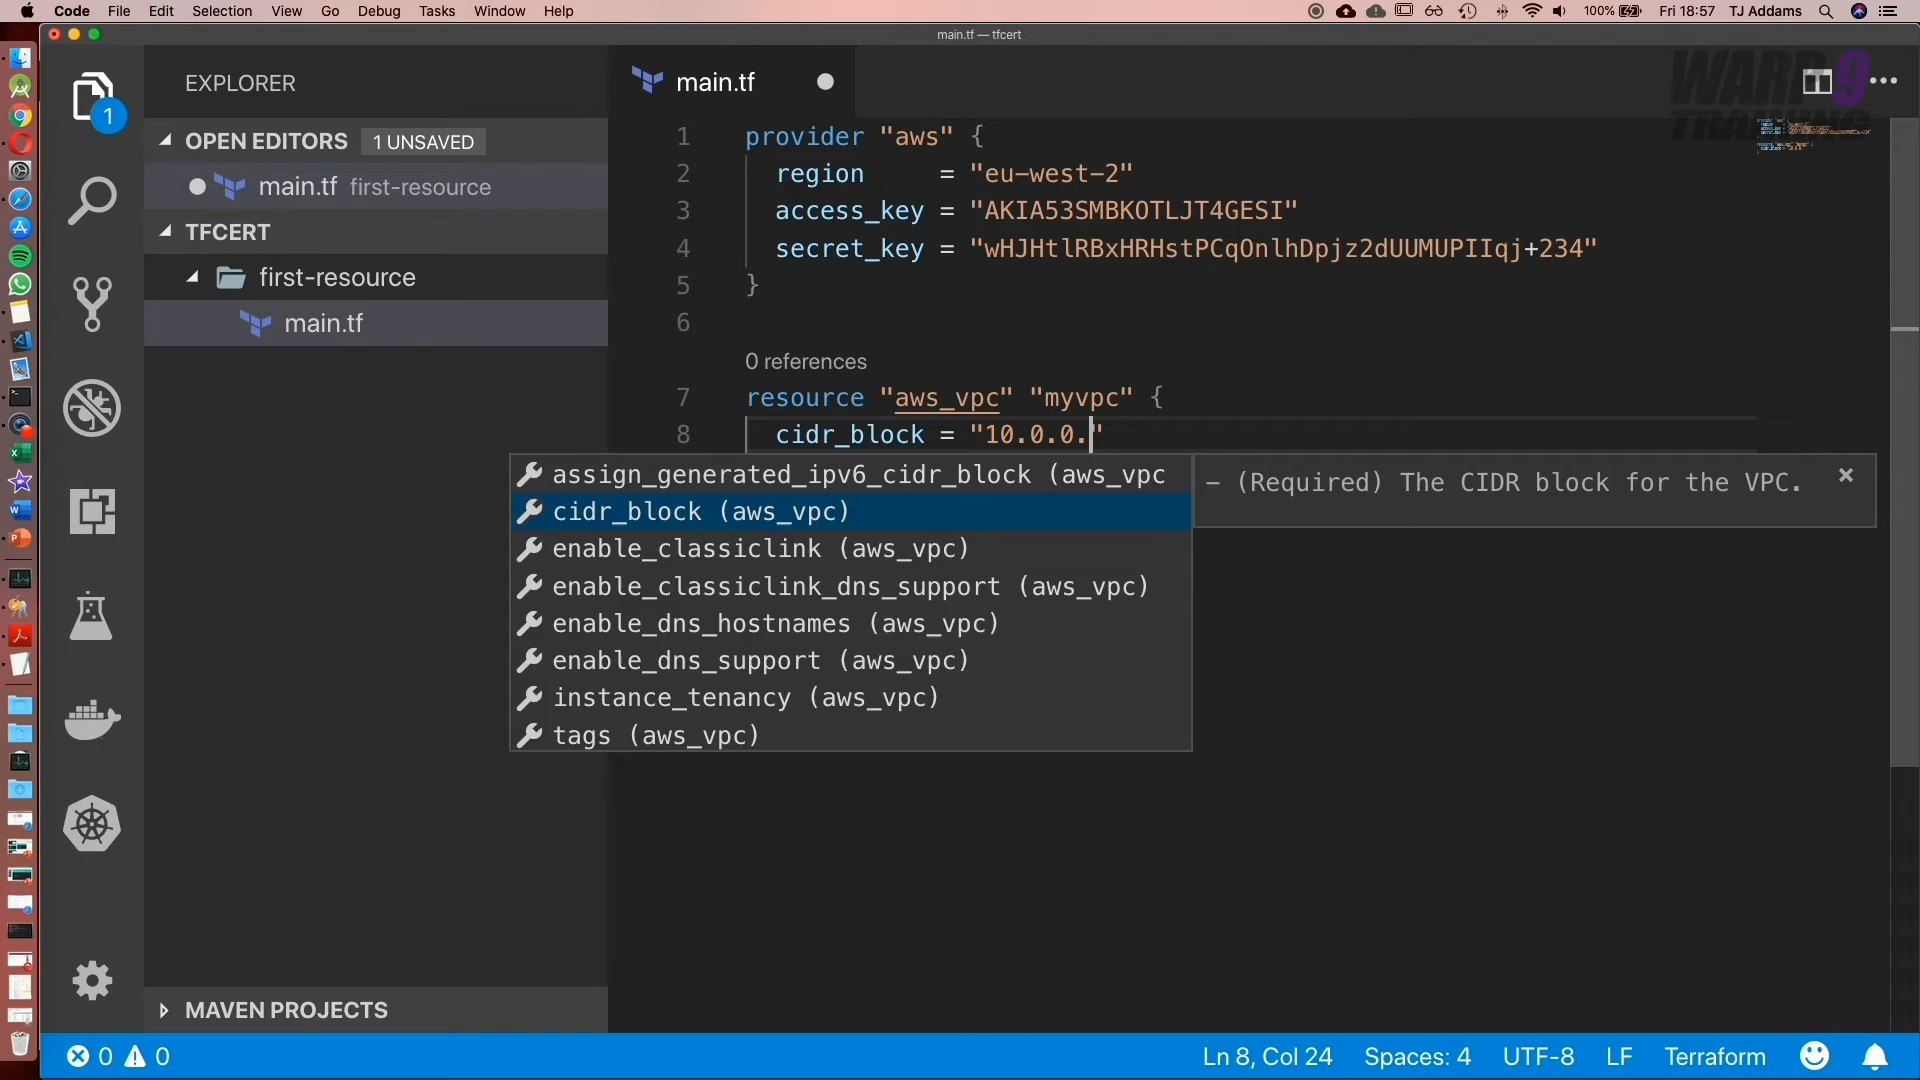 Code File Edit Selection View Go Debug Tasks Window Help
100% Fri 18:57 TJ Addams
main.tf — tfcert
EXPLORER
1
OPEN EDITORS 1 UNSAVED
main.tf first-resource
TFCERT
first-resource
main.tf
MAVEN PROJECTS
main.tf
WARP 9
TRAINING
1 provider "aws" {
2 region = "eu-west-2"
3 access_key = "AKIA53SMBKOTLJT4GESI"
4 secret_key = "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"
5 }
6
0 references
7 resource "aws_vpc" "myvpc" {
8 cidr_block = "10.0.0."
assign_generated_ipv6_cidr_block (aws_vpc
cidr_block (aws_vpc)
enable_classiclink (aws_vpc)
enable_classiclink_dns_support (aws_vpc)
enable_dns_hostnames (aws_vpc)
enable_dns_support (aws_vpc)
instance_tenancy (aws_vpc)
tags (aws_vpc)
– (Required) The CIDR block for the VPC.
0 0
Ln 8, Col 24 Spaces: 4 UTF-8 LF Terraform